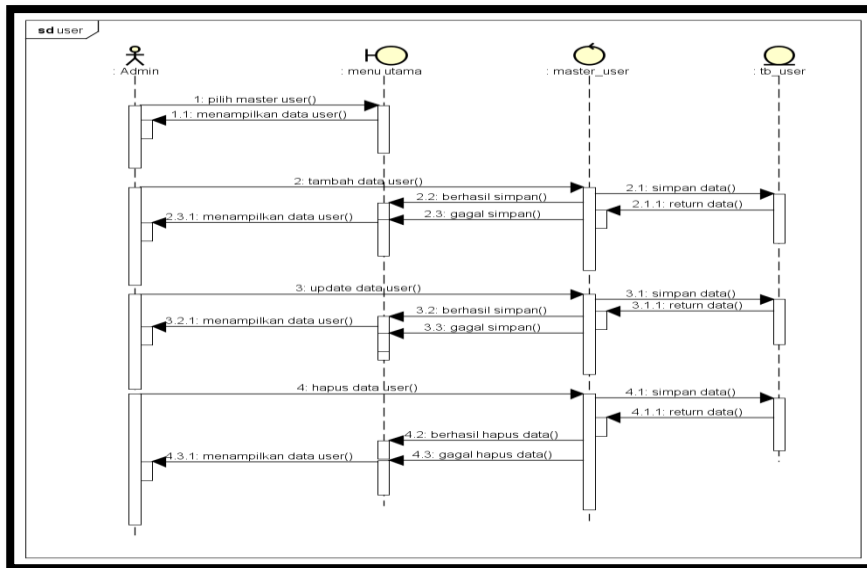 sd user
: Admin
: menu utama
: master_user
: tb_user
1: pilih master user()
1.1: menampilkan data user()
2: tambah data user()
2.1: simpan data()
2.2: berhasil simpan()
2.1.1: return data()
2.3: gagal simpan()
2.3.1: menampilkan data user()
3: update data user()
3.1: simpan data()
3.1.1: return data()
3.2: berhasil simpan()
3.2.1: menampilkan data user()
3.3: gagal simpan()
4: hapus data user()
4.1: simpan data()
4.1.1: return data()
4.2: berhasil hapus data()
4.3: gagal hapus data()
4.3.1: menampilkan data user()